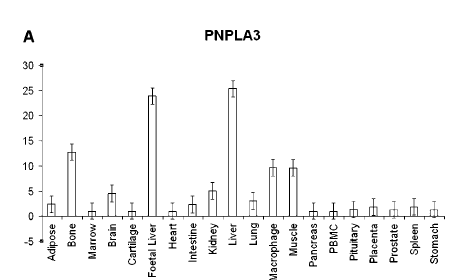 A
PNPLA3
30
25
20
15
10
5
0
-5
Adipose
Bone
Marrow
Brain
Cartilage
Foetal Liver
Heart
Intestine
Kidney
Liver
Lung
Macrophage
Muscle
Pancreas
PBMC
Pituitary
Placenta
Prostate
Spleen
Stomach